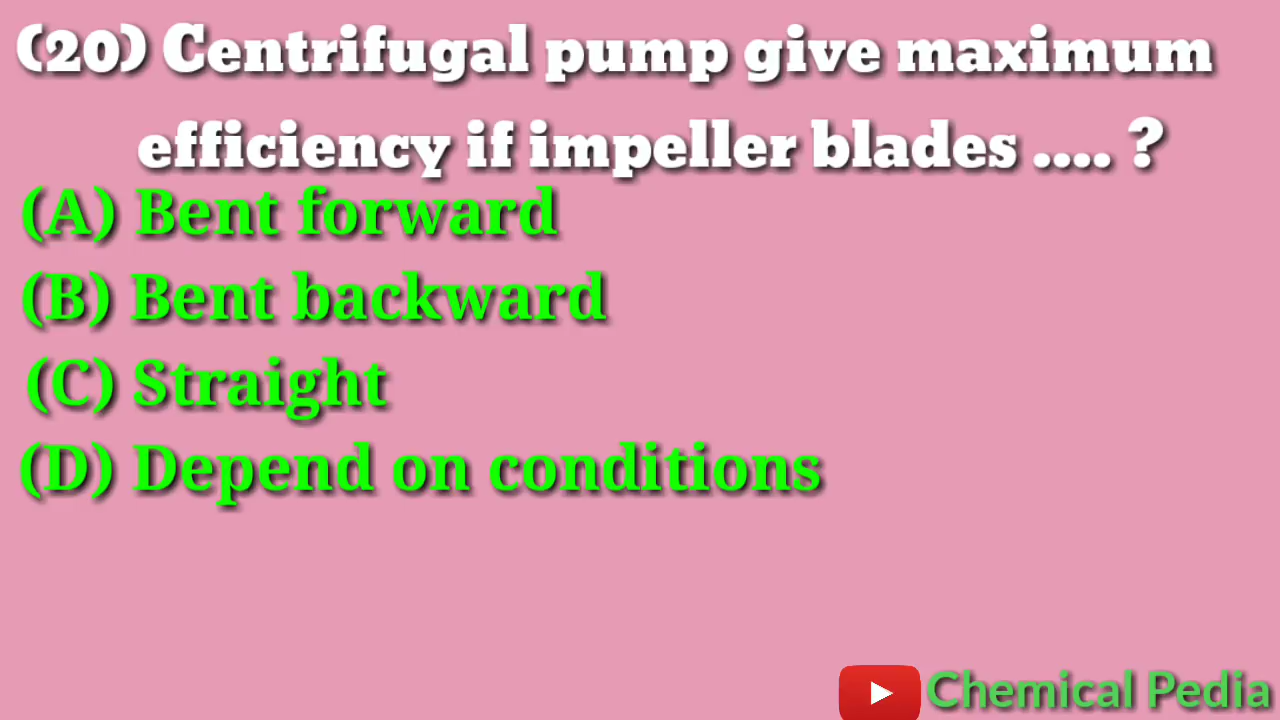 (20) Centrifugal pump give maximum
efficiency if impeller blades .... ?
(A) Bent forward
(B) Bent backward
(C) Straight
(D) Depend on conditions
Chemical Pedia